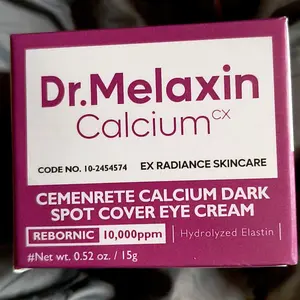 Dr.Melaxin
Calcium CX
CODE NO. 10-2454574 EX RADIANCE SKINCARE
CEMENRETE CALCIUM DARK
SPOT COVER EYE CREAM
REBORNIC 10,000ppm Hydrolyzed Elastin
#Net wt. 0.52 oz. / 15g